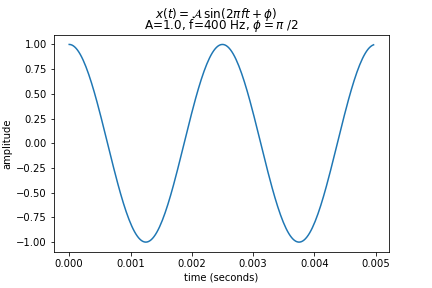 x(t) = A sin(2πft + ϕ)
A=1.0, f=400 Hz, ϕ = π /2
1.00
0.75
0.50
0.25
0.00
−0.25
−0.50
−0.75
−1.00
amplitude
0.000 0.001 0.002 0.003 0.004 0.005
time (seconds)